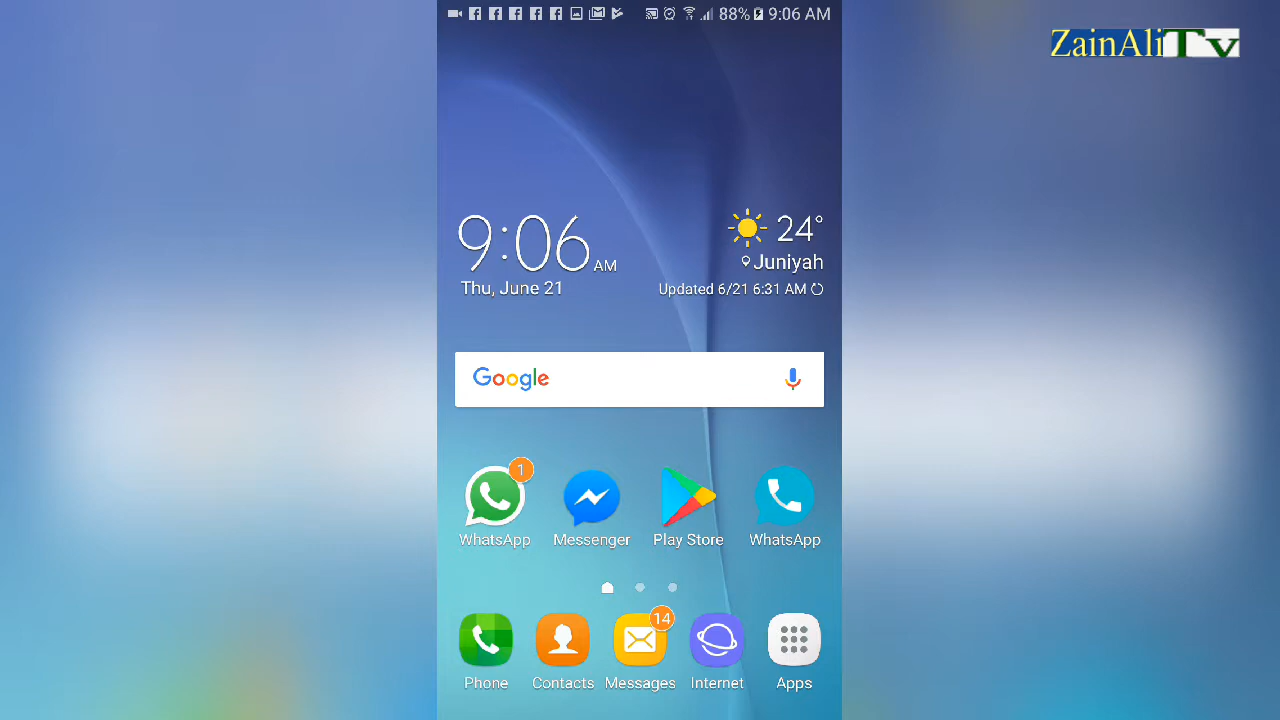 88% 9:06 AM
ZainAliTv
9:06 AM
Thu, June 21
24°
Juniyah
Updated 6/21 6:31 AM
Google
1
WhatsApp
Messenger
Play Store
WhatsApp
14
Phone
Contacts
Messages
Internet
Apps